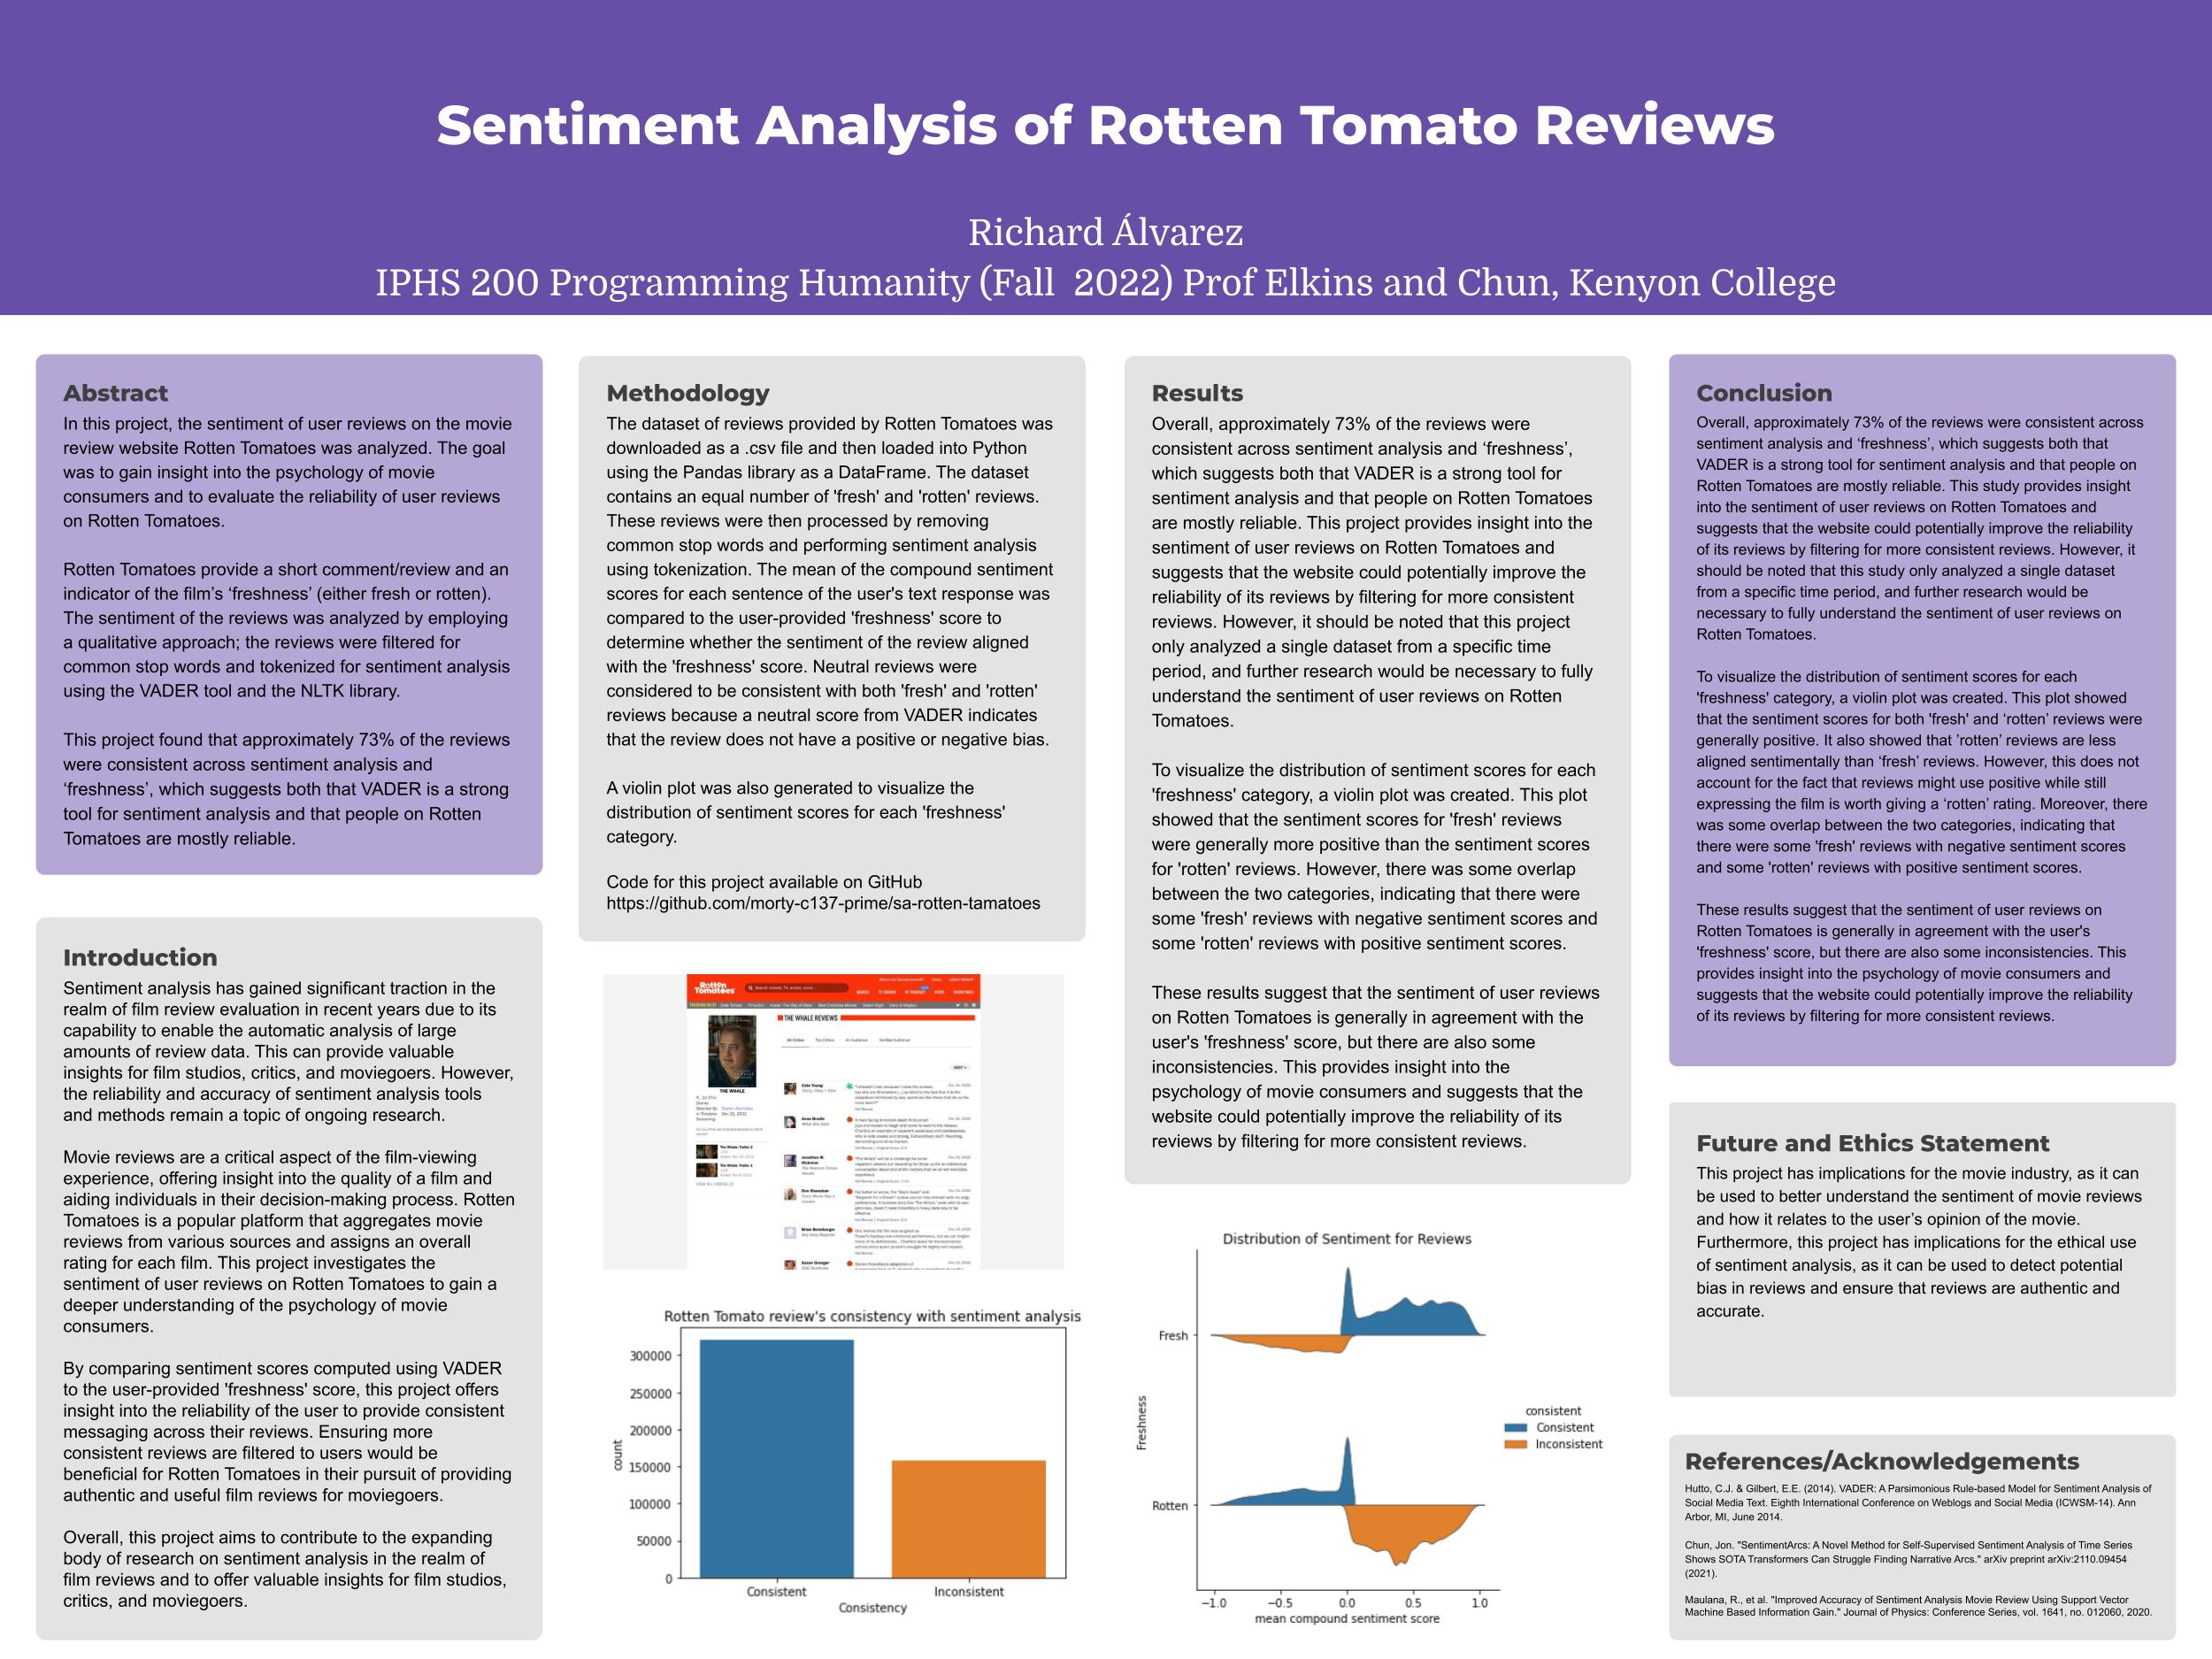 Sentiment Analysis of Rotten Tomato Reviews
Richard Álvarez
IPHS 200 Programming Humanity (Fall  2022) Prof Elkins and Chun, Kenyon College
Abstract
In this project, the sentiment of user reviews on the movie
review website Rotten Tomatoes was analyzed. The goal
was to gain insight into the psychology of movie
consumers and to evaluate the reliability of user reviews
on Rotten Tomatoes.
Rotten Tomatoes provide a short comment/review and an
indicator of the film's ‘freshness’ (either fresh or rotten).
The sentiment of the reviews was analyzed by employing
a qualitative approach; the reviews were filtered for
common stop words and tokenized for sentiment analysis
using the VADER tool and the NLTK library.
This project found that approximately 73% of the reviews
were consistent across sentiment analysis and
‘freshness’, which suggests both that VADER is a strong
tool for sentiment analysis and that people on Rotten
Tomatoes are mostly reliable.
Introduction
Sentiment analysis has gained significant traction in the
realm of film review evaluation in recent years due to its
capability to enable the automatic analysis of large
amounts of review data. This can provide valuable
insights for film studios, critics, and moviegoers. However,
the reliability and accuracy of sentiment analysis tools
and methods remain a topic of ongoing research.
Movie reviews are a critical aspect of the film-viewing
experience, offering insight into the quality of a film and
aiding individuals in their decision-making process. Rotten
Tomatoes is a popular platform that aggregates movie
reviews from various sources and assigns an overall
rating for each film. This project investigates the
sentiment of user reviews on Rotten Tomatoes to gain a
deeper understanding of the psychology of movie
consumers.
By comparing sentiment scores computed using VADER
to the user-provided 'freshness' score, this project offers
insight into the reliability of the user to provide consistent
messaging across their reviews. Ensuring more
consistent reviews are filtered to users would be
beneficial for Rotten Tomatoes in their pursuit of providing
authentic and useful film reviews for moviegoers.
Overall, this project aims to contribute to the expanding
body of research on sentiment analysis in the realm of
film reviews and to offer valuable insights for film studios,
critics, and moviegoers.
Methodology
The dataset of reviews provided by Rotten Tomatoes was
downloaded as a .csv file and then loaded into Python
using the Pandas library as a DataFrame. The dataset
contains an equal number of 'fresh' and 'rotten' reviews.
These reviews were then processed by removing
common stop words and performing sentiment analysis
using tokenization. The mean of the compound sentiment
scores for each sentence of the user's text response was
compared to the user-provided 'freshness' score to
determine whether the sentiment of the review aligned
with the 'freshness' score. Neutral reviews were
considered to be consistent with both 'fresh' and 'rotten'
reviews because a neutral score from VADER indicates
that the review does not have a positive or negative bias.
A violin plot was also generated to visualize the
distribution of sentiment scores for each 'freshness'
category.
Code for this project available on GitHub
https://github.com/morty-c137-prime/sa-rotten-tamatoes
Rotten
Tomatoes
THE WHALE REVIEWS
THE WHALE
Rotten Tomato review's consistency with sentiment analysis
300000
250000
200000
150000
100000
50000
0
count
Consistent
Inconsistent
Consistency
Results
Overall, approximately 73% of the reviews were
consistent across sentiment analysis and ‘freshness’,
which suggests both that VADER is a strong tool for
sentiment analysis and that people on Rotten Tomatoes
are mostly reliable. This project provides insight into the
sentiment of user reviews on Rotten Tomatoes and
suggests that the website could potentially improve the
reliability of its reviews by filtering for more consistent
reviews. However, it should be noted that this project
only analyzed a single dataset from a specific time
period, and further research would be necessary to fully
understand the sentiment of user reviews on Rotten
Tomatoes.
To visualize the distribution of sentiment scores for each
'freshness' category, a violin plot was created. This plot
showed that the sentiment scores for 'fresh' reviews
were generally more positive than the sentiment scores
for 'rotten' reviews. However, there was some overlap
between the two categories, indicating that there were
some 'fresh' reviews with negative sentiment scores and
some 'rotten' reviews with positive sentiment scores.
These results suggest that the sentiment of user reviews
on Rotten Tomatoes is generally in agreement with the
user's 'freshness' score, but there are also some
inconsistencies. This provides insight into the
psychology of movie consumers and suggests that the
website could potentially improve the reliability of its
reviews by filtering for more consistent reviews.
Distribution of Sentiment for Reviews
Fresh
Rotten
Freshness
consistent
Consistent
Inconsistent
−1.0
−0.5
0.0
0.5
1.0
mean compound sentiment score
Conclusion
Overall, approximately 73% of the reviews were consistent across
sentiment analysis and ‘freshness’, which suggests both that
VADER is a strong tool for sentiment analysis and that people on
Rotten Tomatoes are mostly reliable. This study provides insight
into the sentiment of user reviews on Rotten Tomatoes and
suggests that the website could potentially improve the reliability
of its reviews by filtering for more consistent reviews. However, it
should be noted that this study only analyzed a single dataset
from a specific time period, and further research would be
necessary to fully understand the sentiment of user reviews on
Rotten Tomatoes.
To visualize the distribution of sentiment scores for each
'freshness' category, a violin plot was created. This plot showed
that the sentiment scores for both 'fresh' and ‘rotten’ reviews were
generally positive. It also showed that ’rotten’ reviews are less
aligned sentimentally than ‘fresh’ reviews. However, this does not
account for the fact that reviews might use positive while still
expressing the film is worth giving a ‘rotten’ rating. Moreover, there
was some overlap between the two categories, indicating that
there were some 'fresh' reviews with negative sentiment scores
and some 'rotten' reviews with positive sentiment scores.
These results suggest that the sentiment of user reviews on
Rotten Tomatoes is generally in agreement with the user's
'freshness' score, but there are also some inconsistencies. This
provides insight into the psychology of movie consumers and
suggests that the website could potentially improve the reliability
of its reviews by filtering for more consistent reviews.
Future and Ethics Statement
This project has implications for the movie industry, as it can
be used to better understand the sentiment of movie reviews
and how it relates to the user’s opinion of the movie.
Furthermore, this project has implications for the ethical use
of sentiment analysis, as it can be used to detect potential
bias in reviews and ensure that reviews are authentic and
accurate.
References/Acknowledgements
Hutto, C.J. & Gilbert, E.E. (2014). VADER: A Parsimonious Rule-based Model for Sentiment Analysis of
Social Media Text. Eighth International Conference on Weblogs and Social Media (ICWSM-14). Ann
Arbor, MI, June 2014.
Chun, Jon. "SentimentArcs: A Novel Method for Self-Supervised Sentiment Analysis of Time Series
Shows SOTA Transformers Can Struggle Finding Narrative Arcs." arXiv preprint arXiv:2110.09454
(2021).
Maulana, R., et al. "Improved Accuracy of Sentiment Analysis Movie Review Using Support Vector
Machine Based Information Gain." Journal of Physics: Conference Series, vol. 1641, no. 012060, 2020.